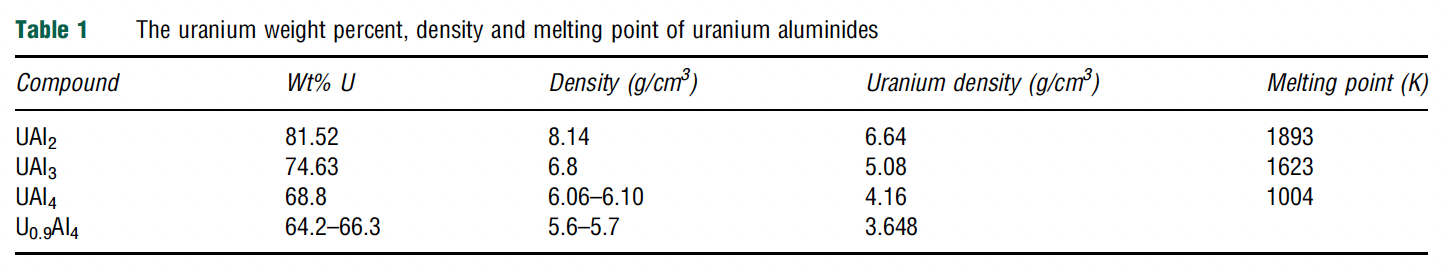 Table 1 The uranium weight percent, density and melting point of uranium aluminides
Compound Wt% U Density (g/cm³) Uranium density (g/cm³) Melting point (K)
UAl₂ 81.52 8.14 6.64 1893
UAl₃ 74.63 6.8 5.08 1623
UAl₄ 68.8 6.06–6.10 4.16 1004
U₀.₉Al₄ 64.2–66.3 5.6–5.7 3.648